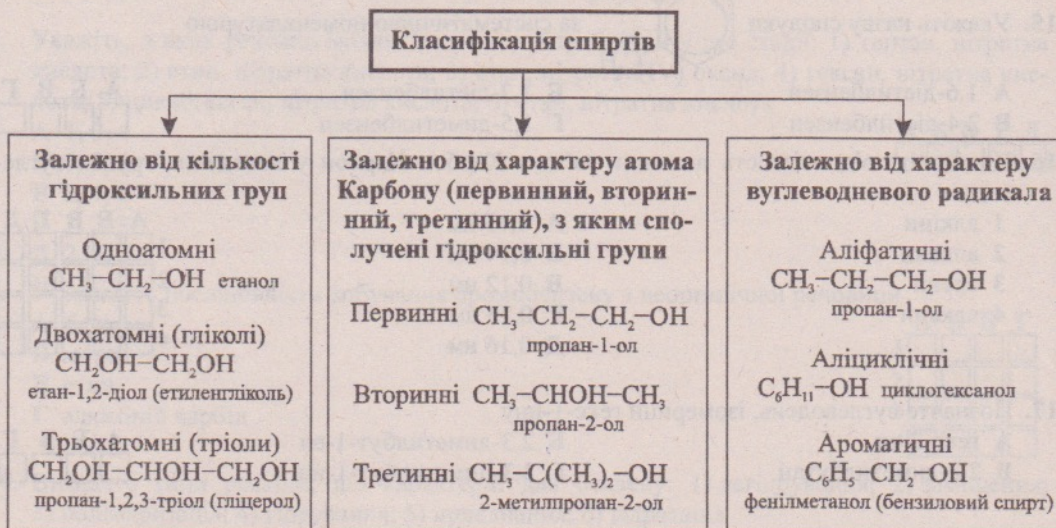 Класифікація спиртів
Залежно від кількості
гідроксильних груп
Одноатомні
CH₃–CH₂–OH етанол
Двохатомні (гліколі)
CH₂OH–CH₂OH
етан-1,2-діол (етиленгліколь)
Трьохатомні (тріоли)
CH₂OH–CHOH–CH₂OH
пропан-1,2,3-тріол (гліцерол)
Залежно від характеру атома
Карбону (первинний, вторин-
ний, третинний), з яким спо-
лучені гідроксильні групи
Первинні CH₃–CH₂–CH₂–OH
пропан-1-ол
Вторинні CH₃–CHOH–CH₃
пропан-2-ол
Третинні CH₃–C(CH₃)₂–OH
2-метилпропан-2-ол
Залежно від характеру
вуглеводневого радикала
Аліфатичні
CH₃–CH₂–CH₂–OH
пропан-1-ол
Аліциклічні
C₆H₁₁–OH циклогексанол
Ароматичні
C₆H₅–CH₂–OH
фенілметанол (бензиловий спирт)